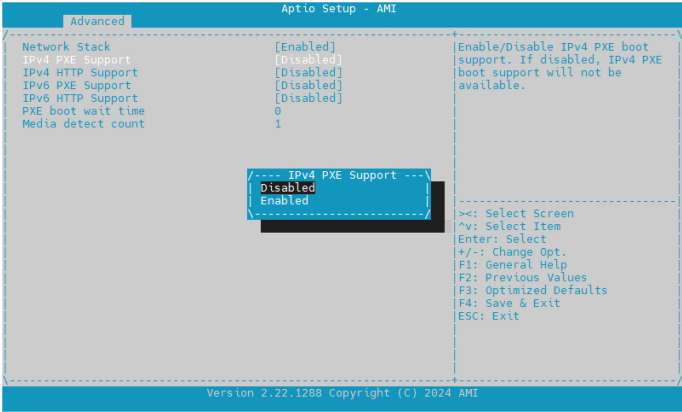 Aptio Setup - AMI
Advanced
Network Stack [Enabled]
IPv4 PXE Support [Disabled]
IPv4 HTTP Support [Disabled]
IPv6 PXE Support [Disabled]
IPv6 HTTP Support [Disabled]
PXE boot wait time 0
Media detect count 1
Enable/Disable IPv4 PXE boot
support. If disabled, IPv4 PXE
boot support will not be
available.
IPv4 PXE Support
Disabled
Enabled
><: Select Screen
^v: Select Item
Enter: Select
+/-: Change Opt.
F1: General Help
F2: Previous Values
F3: Optimized Defaults
F4: Save & Exit
ESC: Exit
Version 2.22.1288 Copyright (C) 2024 AMI